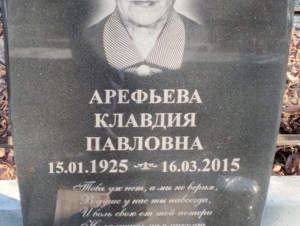 АРЕФЬЕВА
КЛАВДИЯ
ПАВЛОВНА
15.01.1925 16.03.2015
Тебя уж нет, а мы не верим,
В душе у нас ты навсегда,
И боль свою от той потери